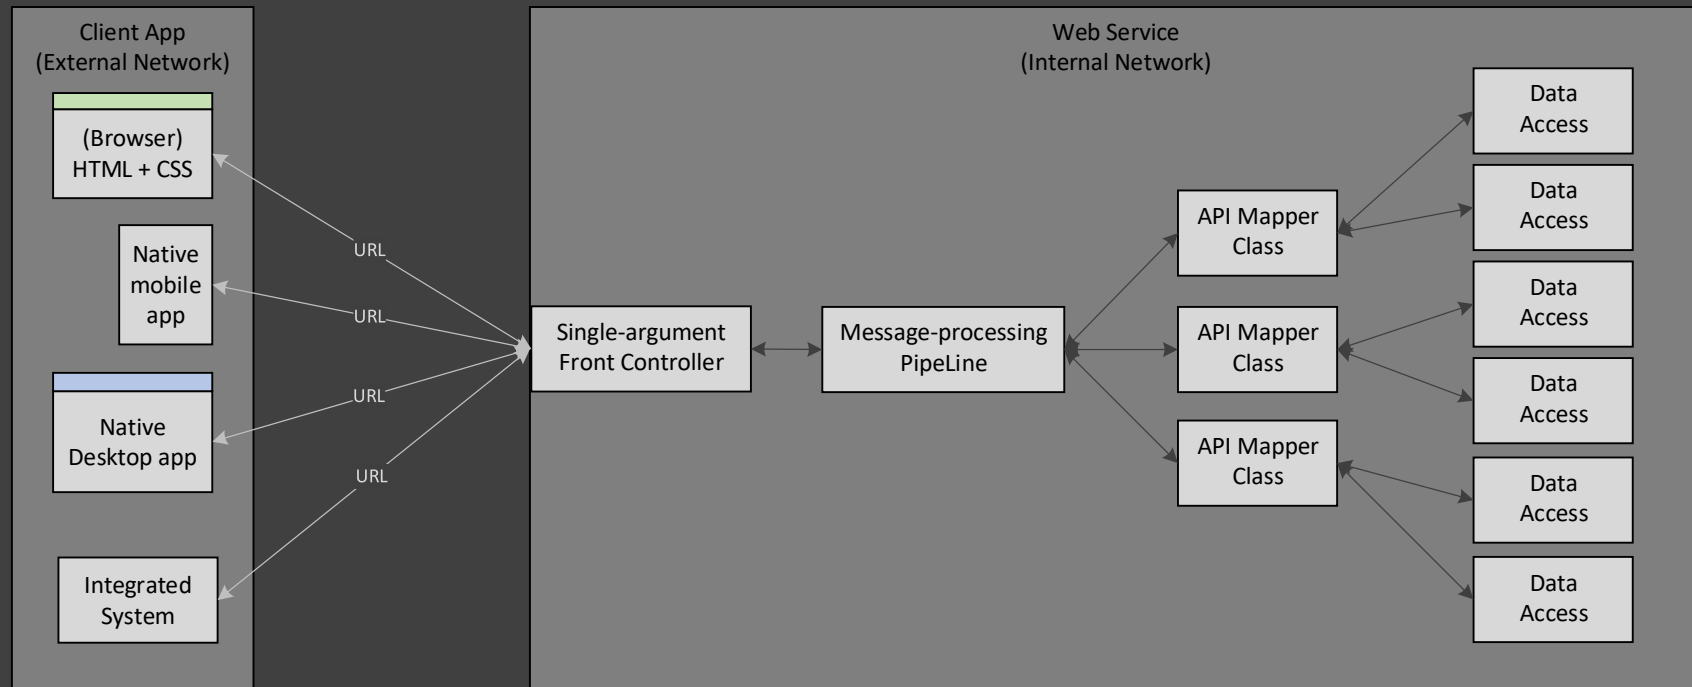 Client App
(External Network)
(Browser)
HTML + CSS
Native
mobile
app
Native
Desktop app
Integrated
System
URL
URL
URL
URL
Web Service
(Internal Network)
Single-argument
Front Controller
Message-processing
PipeLine
API Mapper
Class
API Mapper
Class
API Mapper
Class
Data
Access
Data
Access
Data
Access
Data
Access
Data
Access
Data
Access